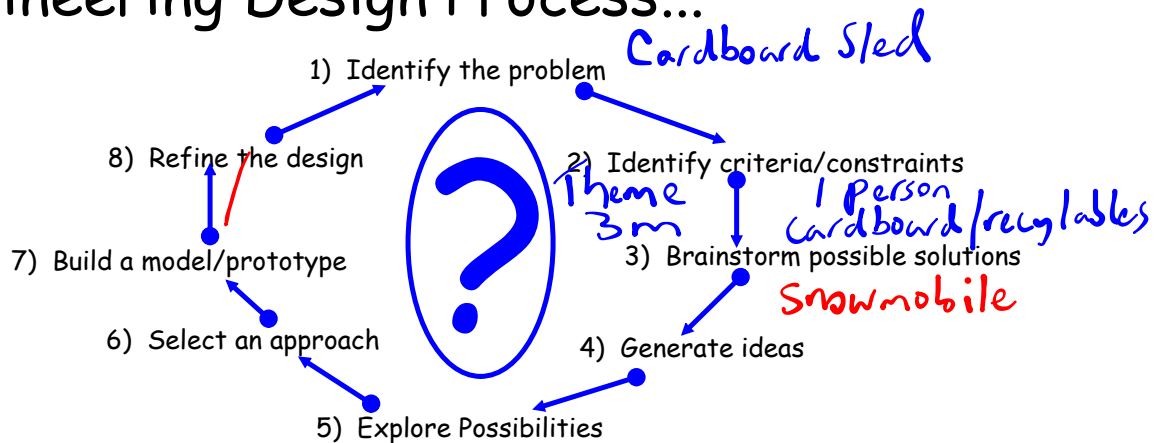 ineering Design Process...
Cardboard Sled
1) Identify the problem
8) Refine the design
2) Identify criteria/constraints
Theme
1 person
3m
cardboard/recylables
7) Build a model/prototype
3) Brainstorm possible solutions
Snowmobile
6) Select an approach
4) Generate ideas
5) Explore Possibilities
?